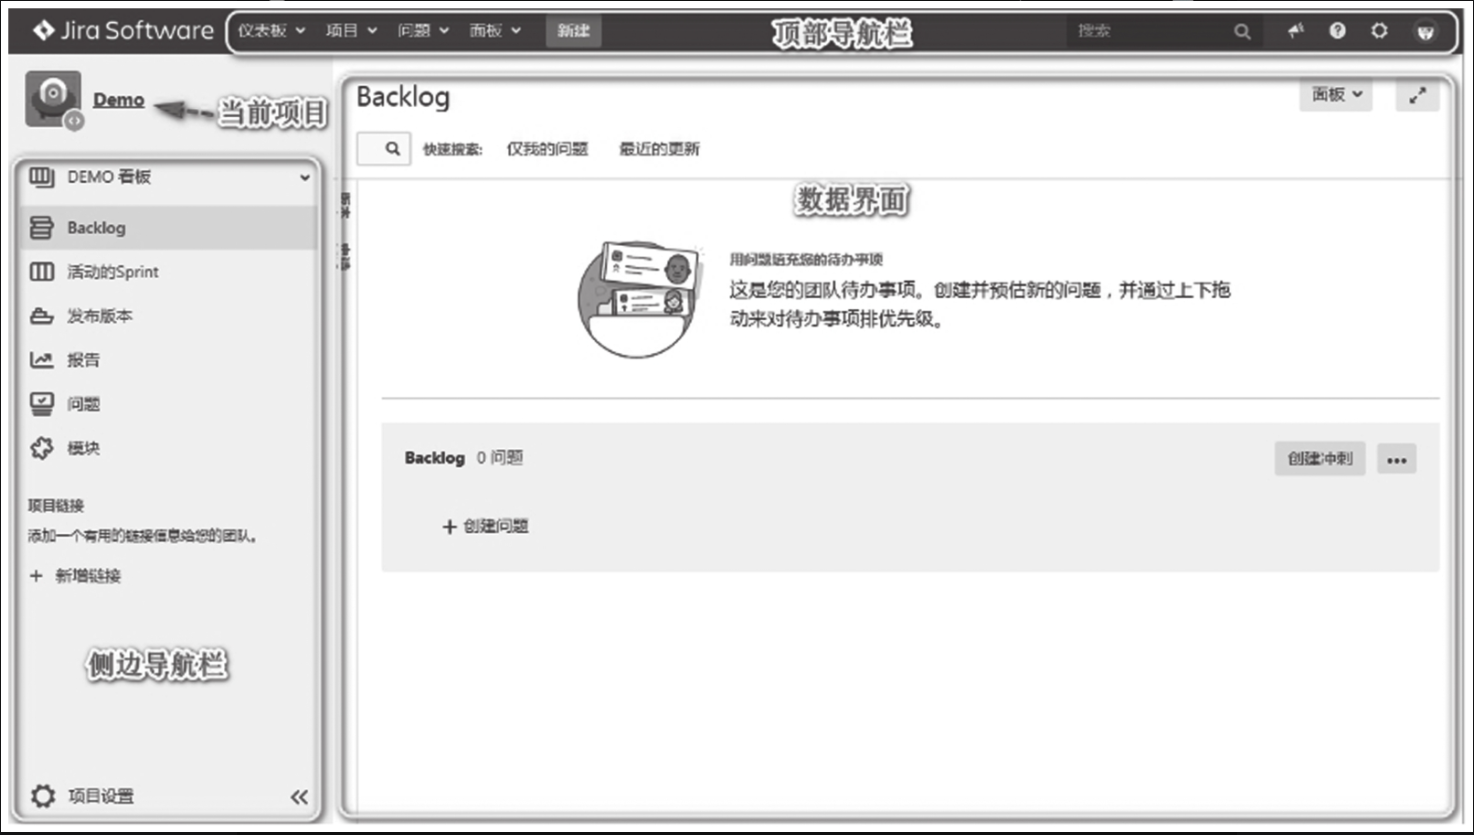 Jira Software
仪表板
项目
问题
面板
新建
顶部导航栏
搜索
Demo
当前项目
Backlog
面板
快速搜索:
仅我的问题
最近的更新
DEMO 看板
Backlog
活动的Sprint
发布版本
报告
问题
模块
项目链接
添加一个有用的链接信息给您的团队。
+ 新增链接
侧边导航栏
项目设置
数据界面
用问题填充您的待办事项
这是您的团队待办事项。创建并预估新的问题，并通过上下拖
动来对待办事项排优先级。
Backlog 0 问题
创建冲刺
+ 创建问题